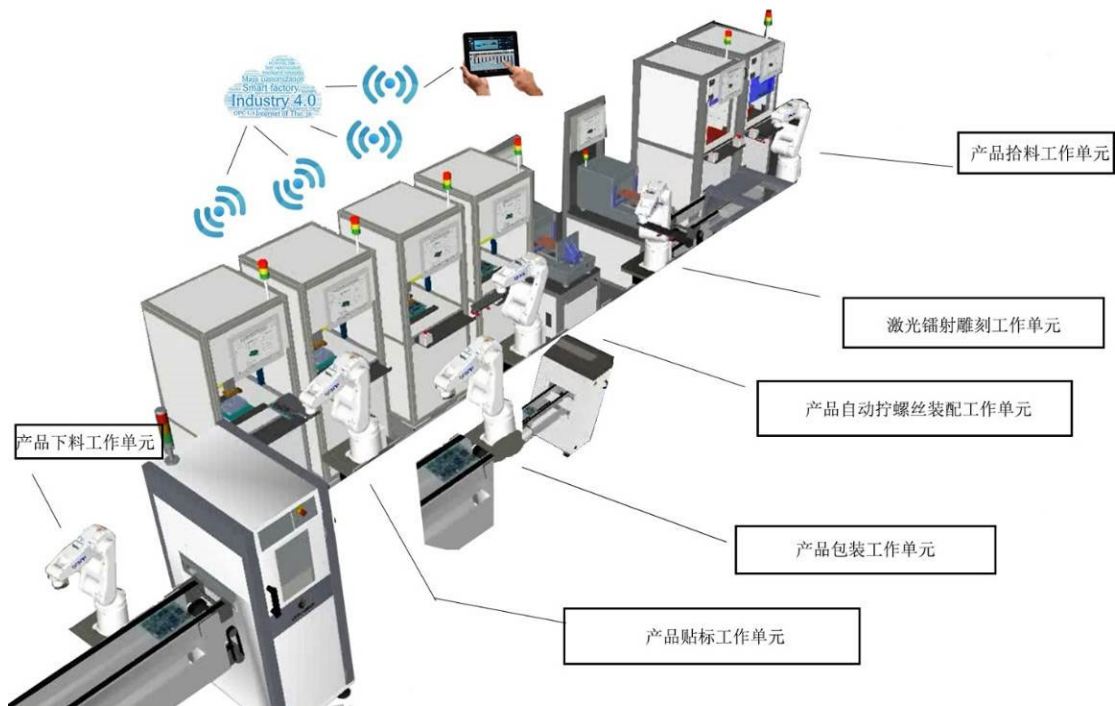 Mass customization
Smart factory
Industry 4.0
产品拾料工作单元
激光镭射雕刻工作单元
产品自动拧螺丝装配工作单元
产品下料工作单元
产品包装工作单元
产品贴标工作单元